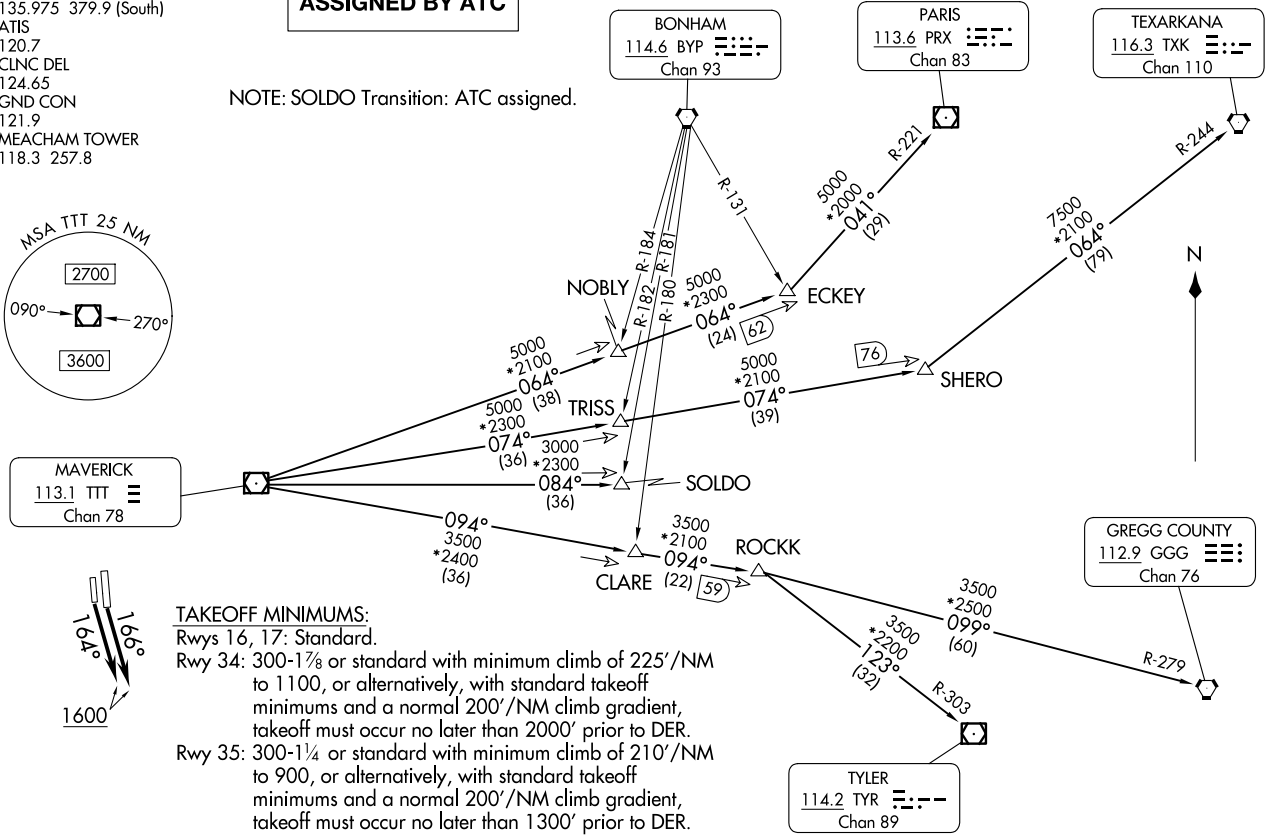 135.975 379.9 (South)
ATIS
120.7
CLNC DEL
124.65
GND CON
121.9
MEACHAM TOWER
118.3 257.8
ASSIGNED BY ATC
NOTE: SOLDO Transition: ATC assigned.
BONHAM
114.6 BYP
Chan 93
PARIS
113.6 PRX
Chan 83
TEXARKANA
116.3 TXK
Chan 110
MSA TTT 25 NM
2700
090°
270°
3600
R-131
R-184
R-181
R-182
R-180
R-221
5000
*2000
041°
(29)
R-244
7500
*2100
064°
(79)
N
NOBLY
5000
*2300
064°
(24)
62
ECKEY
5000
*2100
064°
(38)
TRISS
5000
*2100
074°
(39)
76
SHERO
5000
*2300
074°
(36)
3000
*2300
084°
(36)
SOLDO
MAVERICK
113.1 TTT
Chan 78
094°
3500
*2400
(36)
CLARE
3500
*2100
094°
(22)
59
ROCKK
3500
*2500
099°
(60)
R-279
GREGG COUNTY
112.9 GGG
Chan 76
3500
*2200
123°
(32)
R-303
TYLER
114.2 TYR
Chan 89
164°
166°
1600
TAKEOFF MINIMUMS:
Rwys 16, 17: Standard.
Rwy 34: 300-1⅞ or standard with minimum climb of 225'/NM
to 1100, or alternatively, with standard takeoff
minimums and a normal 200'/NM climb gradient,
takeoff must occur no later than 2000' prior to DER.
Rwy 35: 300-1¼ or standard with minimum climb of 210'/NM
to 900, or alternatively, with standard takeoff
minimums and a normal 200'/NM climb gradient,
takeoff must occur no later than 1300' prior to DER.